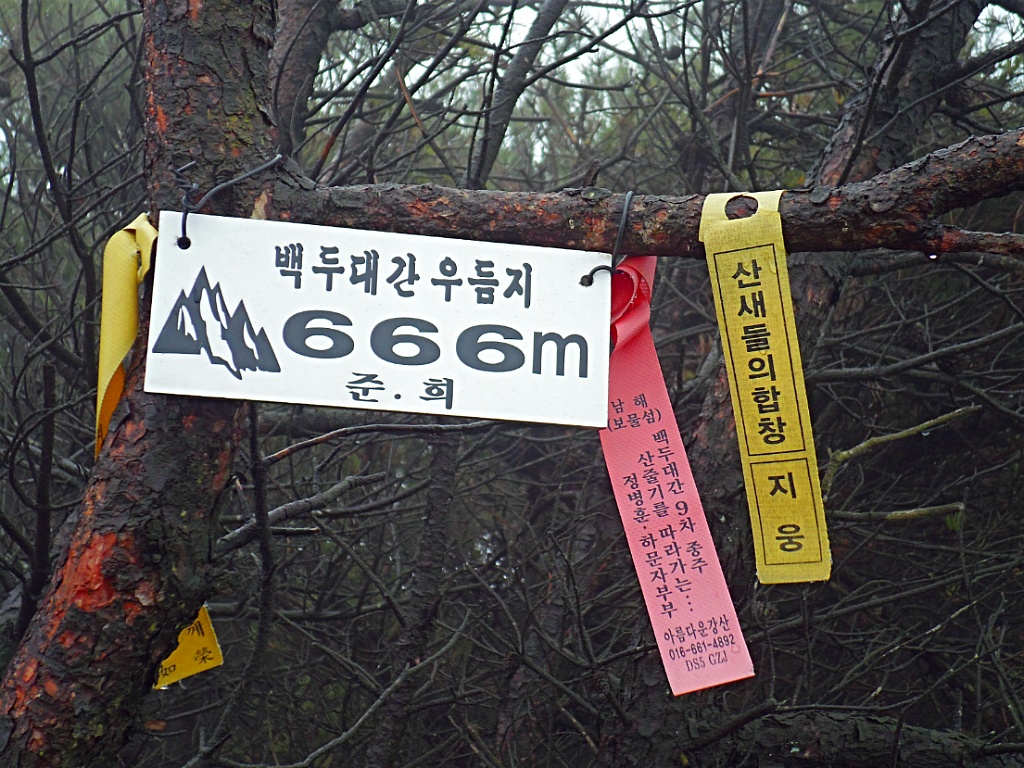 백두대간 우듬지
666m
준.희
남해
(보물섬)
백두대간 9차 종주
산줄기를 따라가는…
정병훈·하문자부부
아름다운강산
016-661-4892
DS5 GZJ
산새들의합창
지웅